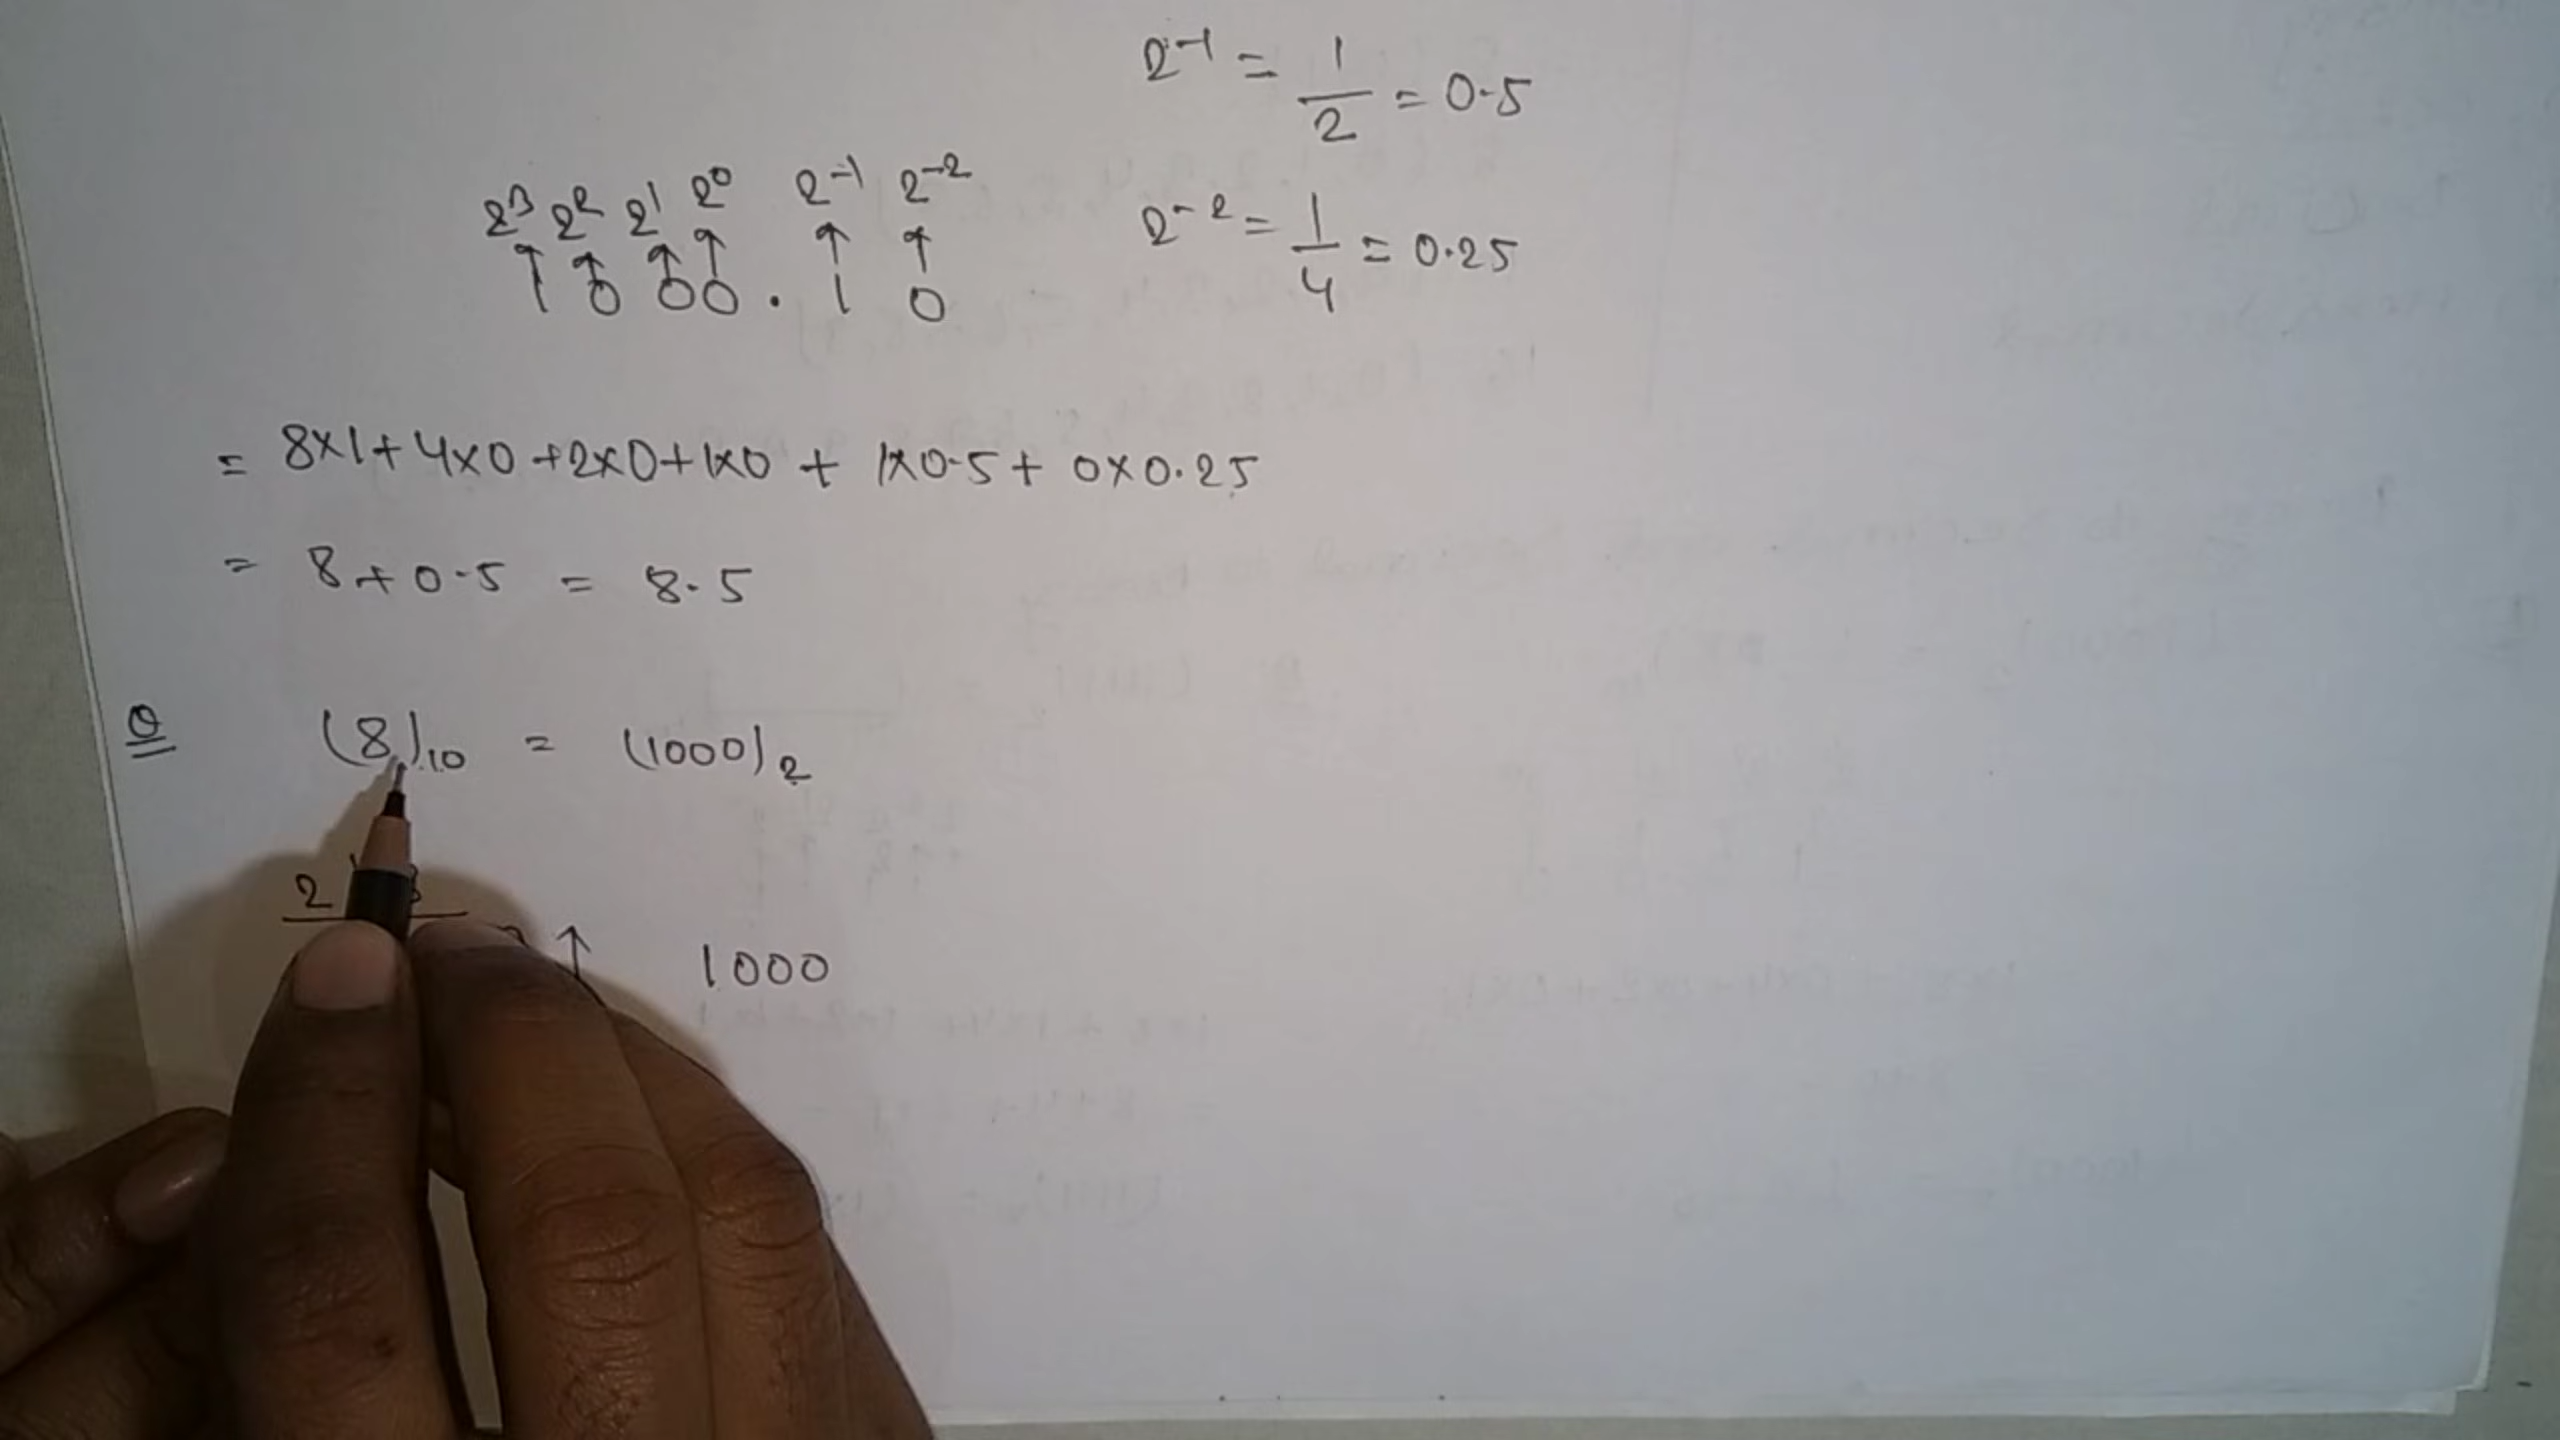 2⁻¹ = 1/2 = 0.5
2³ 2² 2¹ 2⁰ 2⁻¹ 2⁻²
2⁻² = 1/4 = 0.25
↑ ↑ ↑ ↑ ↑ ↑
1 0 0 0 . 1 0
= 8×1+4×0+2×0+1×0 + 1×0.5+ 0×0.25
= 8+0.5 = 8.5
Q (8)₁₀ = (1000)₂
2
↑ 1000